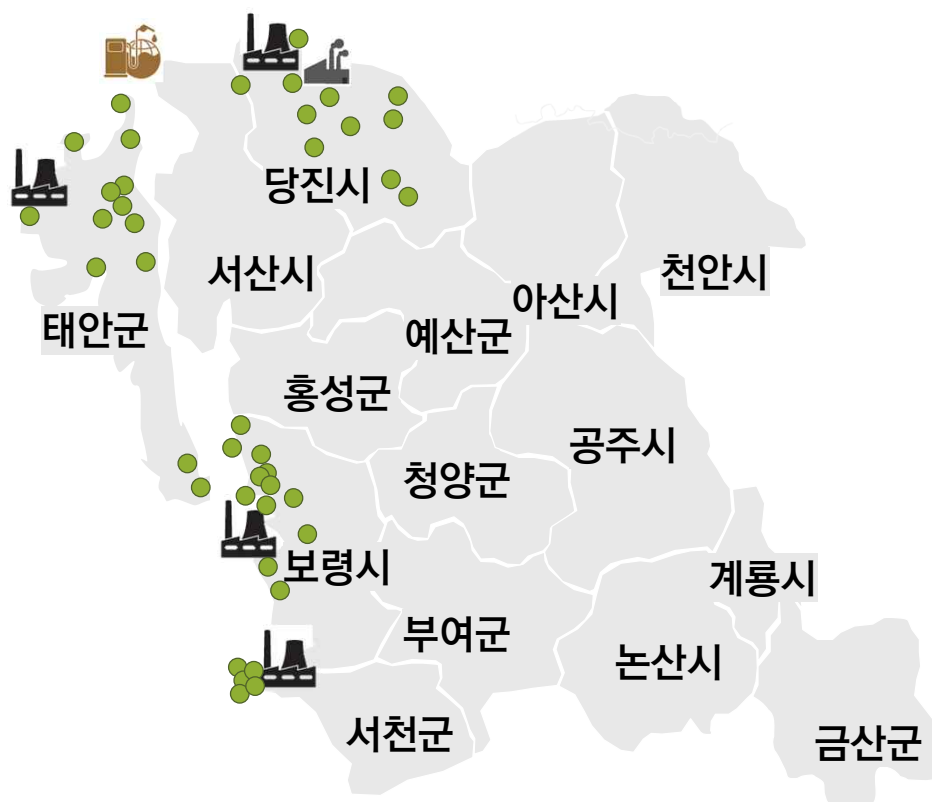 당진시
서산시
천안시
아산시
태안군
예산군
홍성군
공주시
청양군
보령시
계룡시
부여군
논산시
서천군
금산군